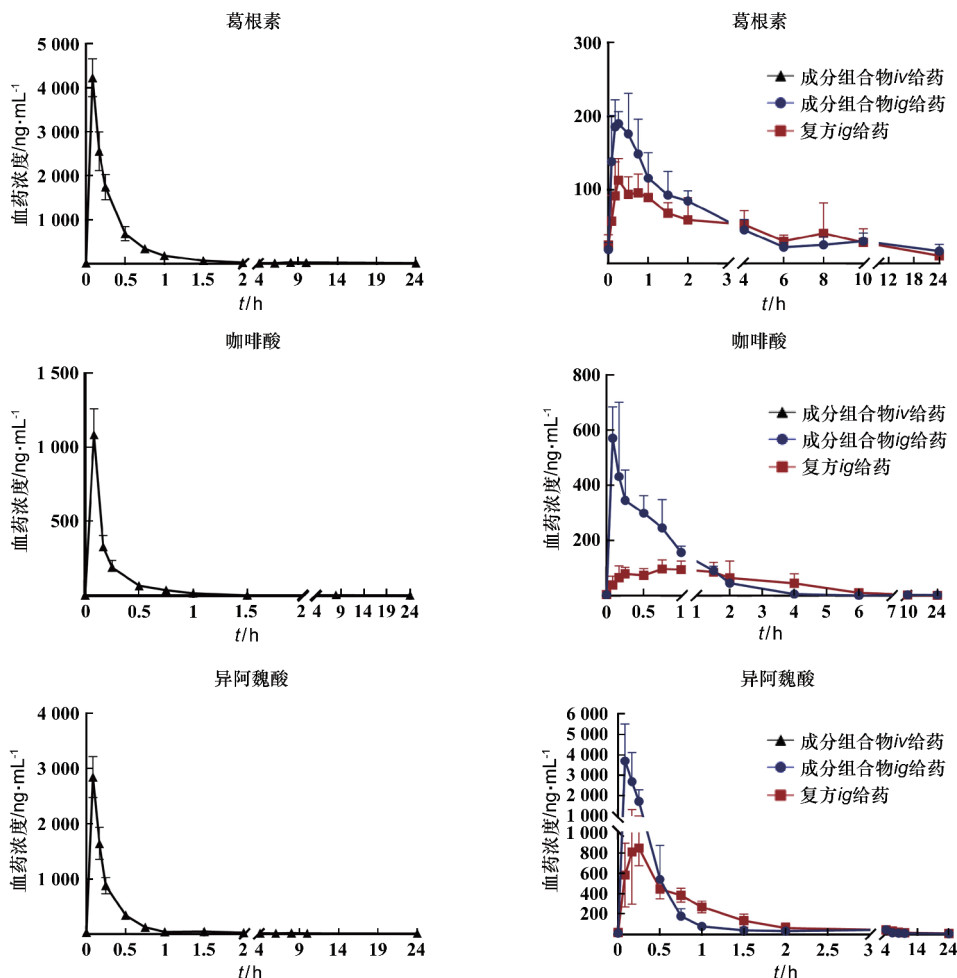 葛根素
5 000
4 000
3 000
2 000
1 000
血药浓度/ng·mL-1
0 0.5 1 1.5 2 4 9 14 19 24
t/h
葛根素
300
200
100
血药浓度/ng·mL-1
0 1 2 3 4 6 8 10 12 18 24
t/h
成分组合物iv给药
成分组合物ig给药
复方ig给药
咖啡酸
1 500
1 000
500
血药浓度/ng·mL-1
0 0.5 1.0 1.5 2 4 9 14 19 24
t/h
咖啡酸
800
600
400
200
血药浓度/ng·mL-1
0 0.5 1 1 2 3 4 5 6 7 10 24
t/h
成分组合物iv给药
成分组合物ig给药
复方ig给药
异阿魏酸
4 000
3 000
2 000
1 000
血药浓度/ng·mL-1
0 0.5 1 1.5 2 4 9 14 19 24
t/h
异阿魏酸
6 000
5 000
4 000
3 000
2 000
1 000
1 000
800
600
400
200
血药浓度/ng·mL-1
0 0.5 1.0 1.5 2.0 2.5 3 4 14 24
t/h
成分组合物iv给药
成分组合物ig给药
复方ig给药